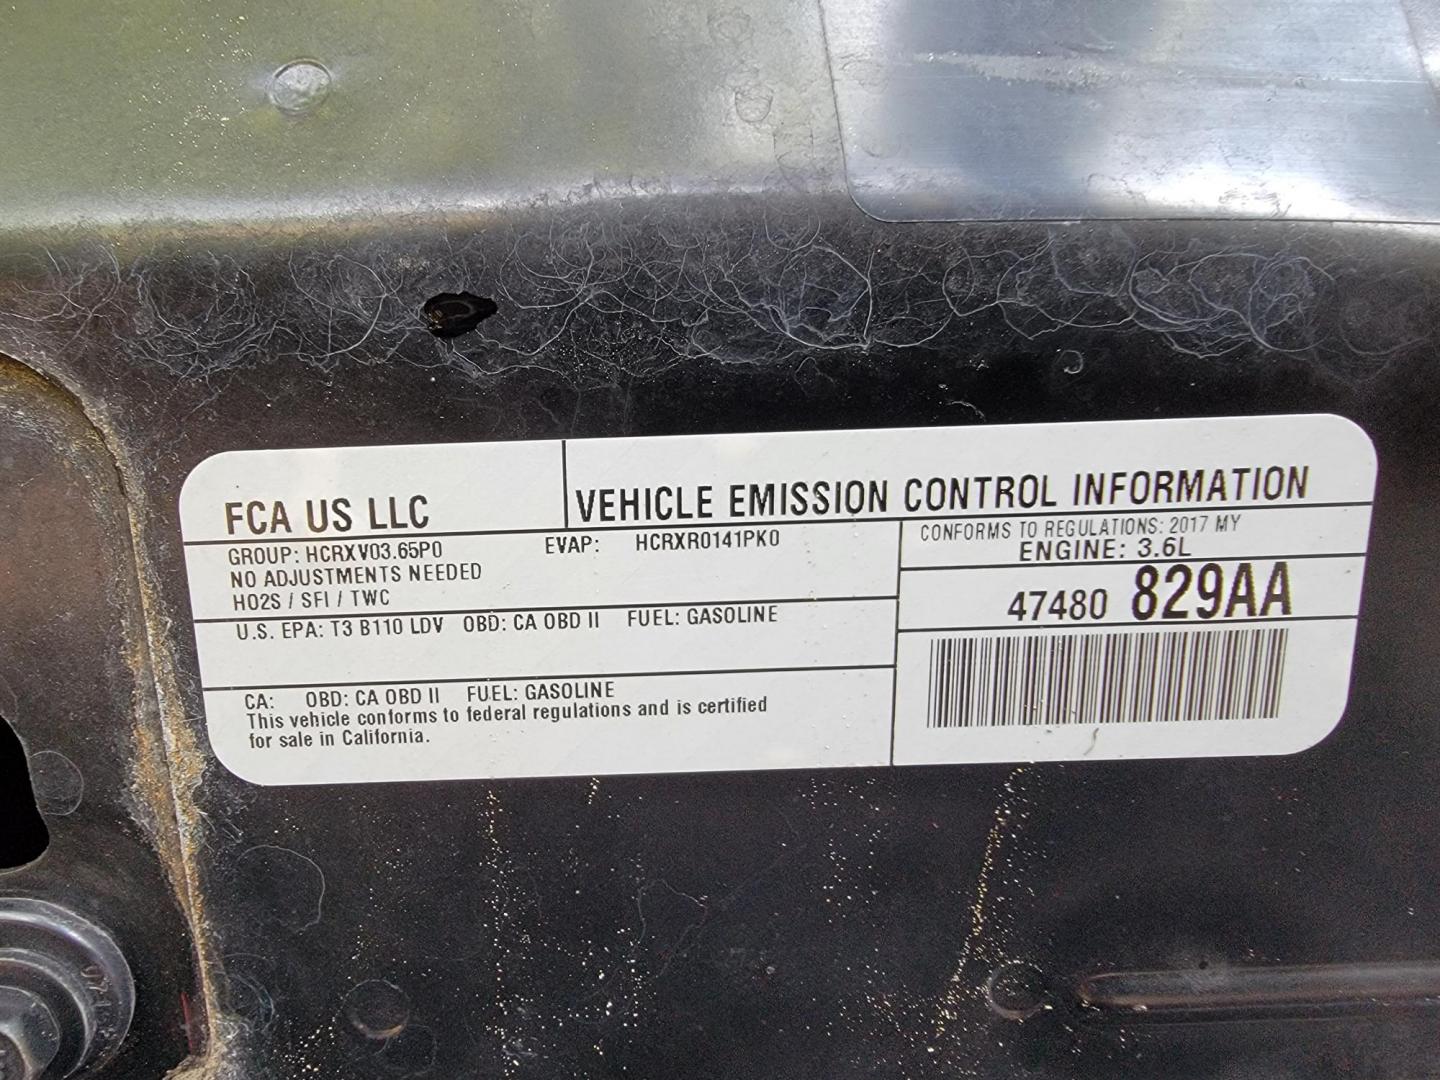 FCA US LLC
VEHICLE EMISSION CONTROL INFORMATION
GROUP: HCRXV03.65P0 EVAP: HCRXR0141PK0
NO ADJUSTMENTS NEEDED
HO2S / SFI / TWC
CONFORMS TO REGULATIONS: 2017 MY
ENGINE: 3.6L
47480 829AA
U.S. EPA: T3 B110 LDV OBD: CA OBD II FUEL: GASOLINE
CA: OBD: CA OBD II FUEL: GASOLINE
This vehicle conforms to federal regulations and is certified
for sale in California.